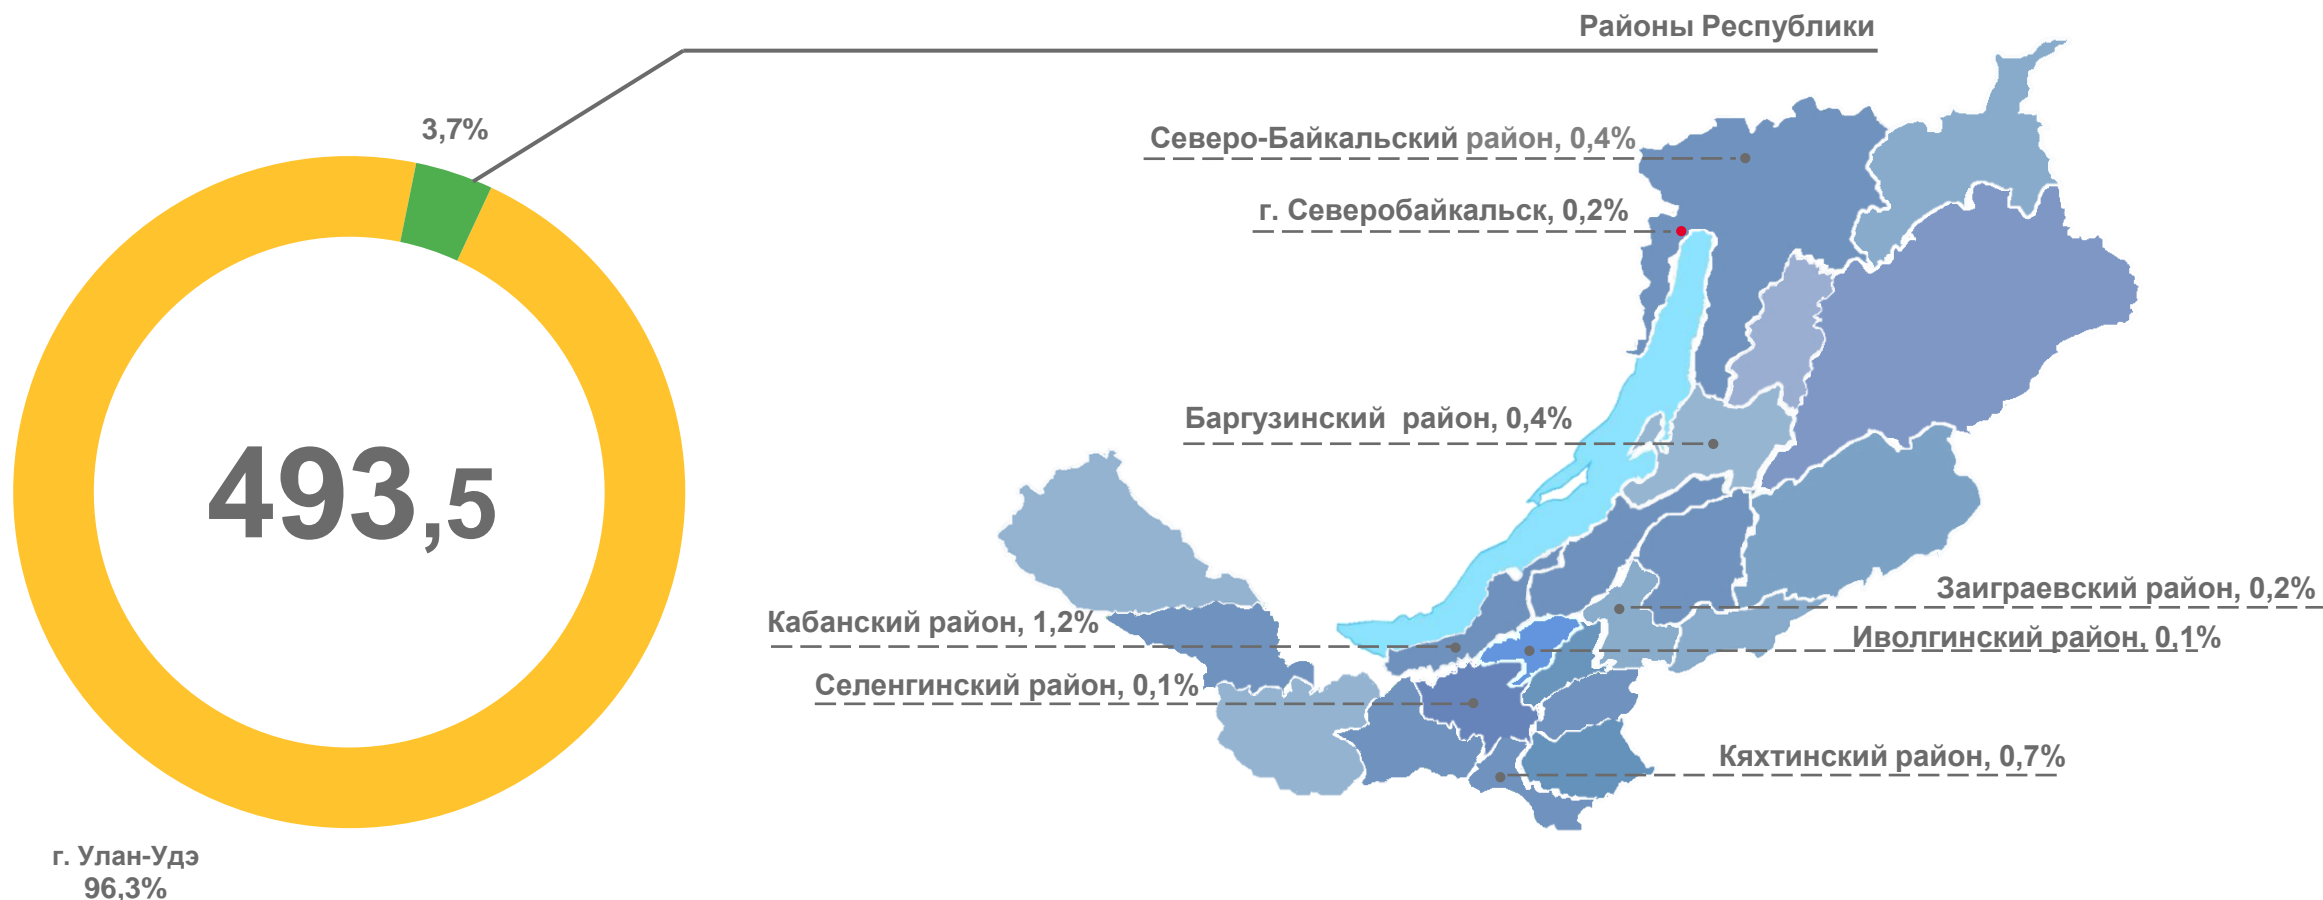 Районы Республики
3,7%
Северо-Байкальский район, 0,4%
г. Северобайкальск, 0,2%
Баргузинский район, 0,4%
493,5
Заиграевский район, 0,2%
Кабанский район, 1,2%
Иволгинский район, 0,1%
Селенгинский район, 0,1%
Кяхтинский район, 0,7%
г. Улан-Удэ
96,3%